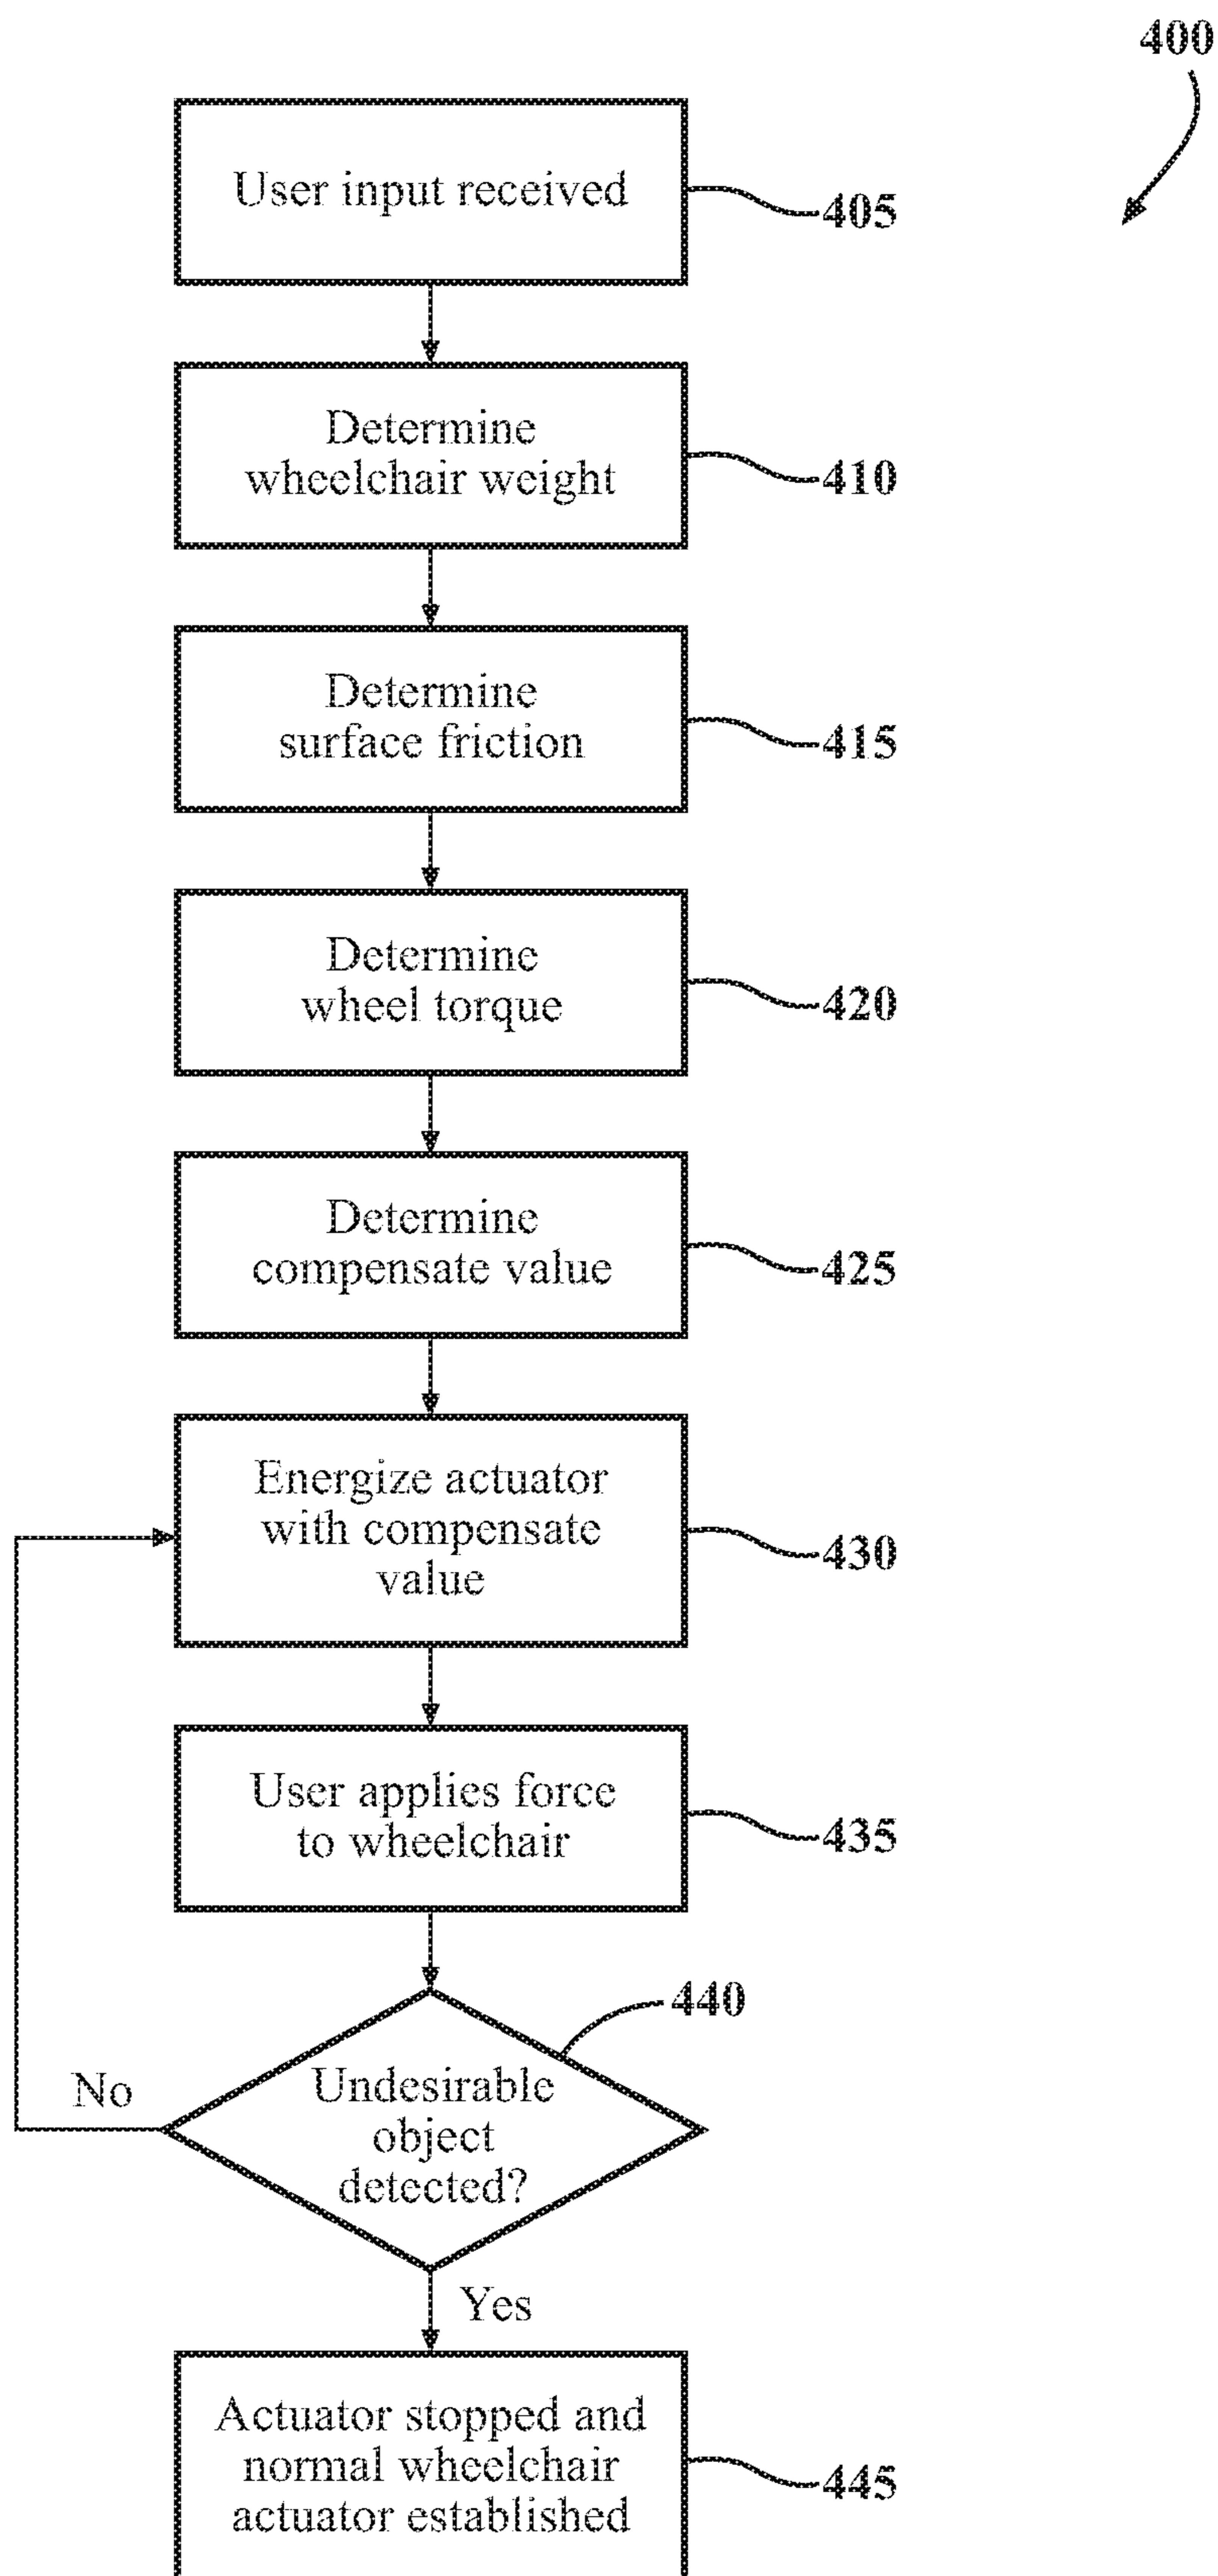 400
User input received
405
Determine
wheelchair weight
410
Determine
surface friction
415
Determine
wheel torque
420
Determine
compensate value
425
Energize actuator
with compensate
value
430
User applies force
to wheelchair
435
440
Undesirable
object
detected?
No
Yes
Actuator stopped and
normal wheelchair
actuator established
445